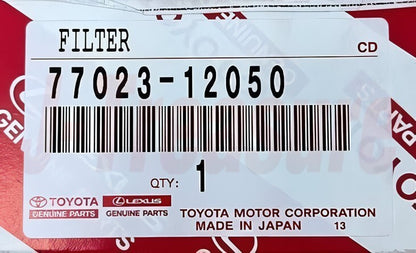 FILTER
CD
77023-12050
QTY: 1
TOYOTA
GENUINE PARTS
LEXUS
GENUINE PARTS
TOYOTA MOTOR CORPORATION
MADE IN JAPAN 13